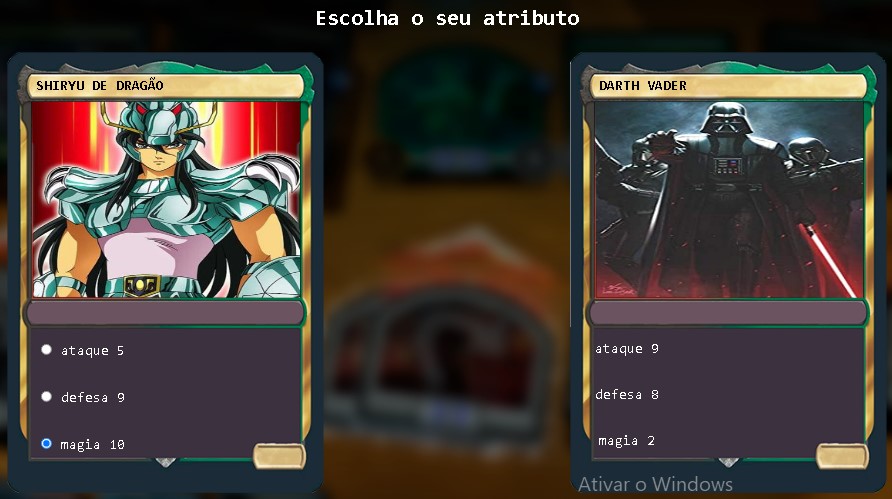 Escolha o seu atributo
SHIRYU DE DRAGÃO
ataque 5
defesa 9
magia 10
DARTH VADER
ataque 9
defesa 8
magia 2
Ativar o Windows